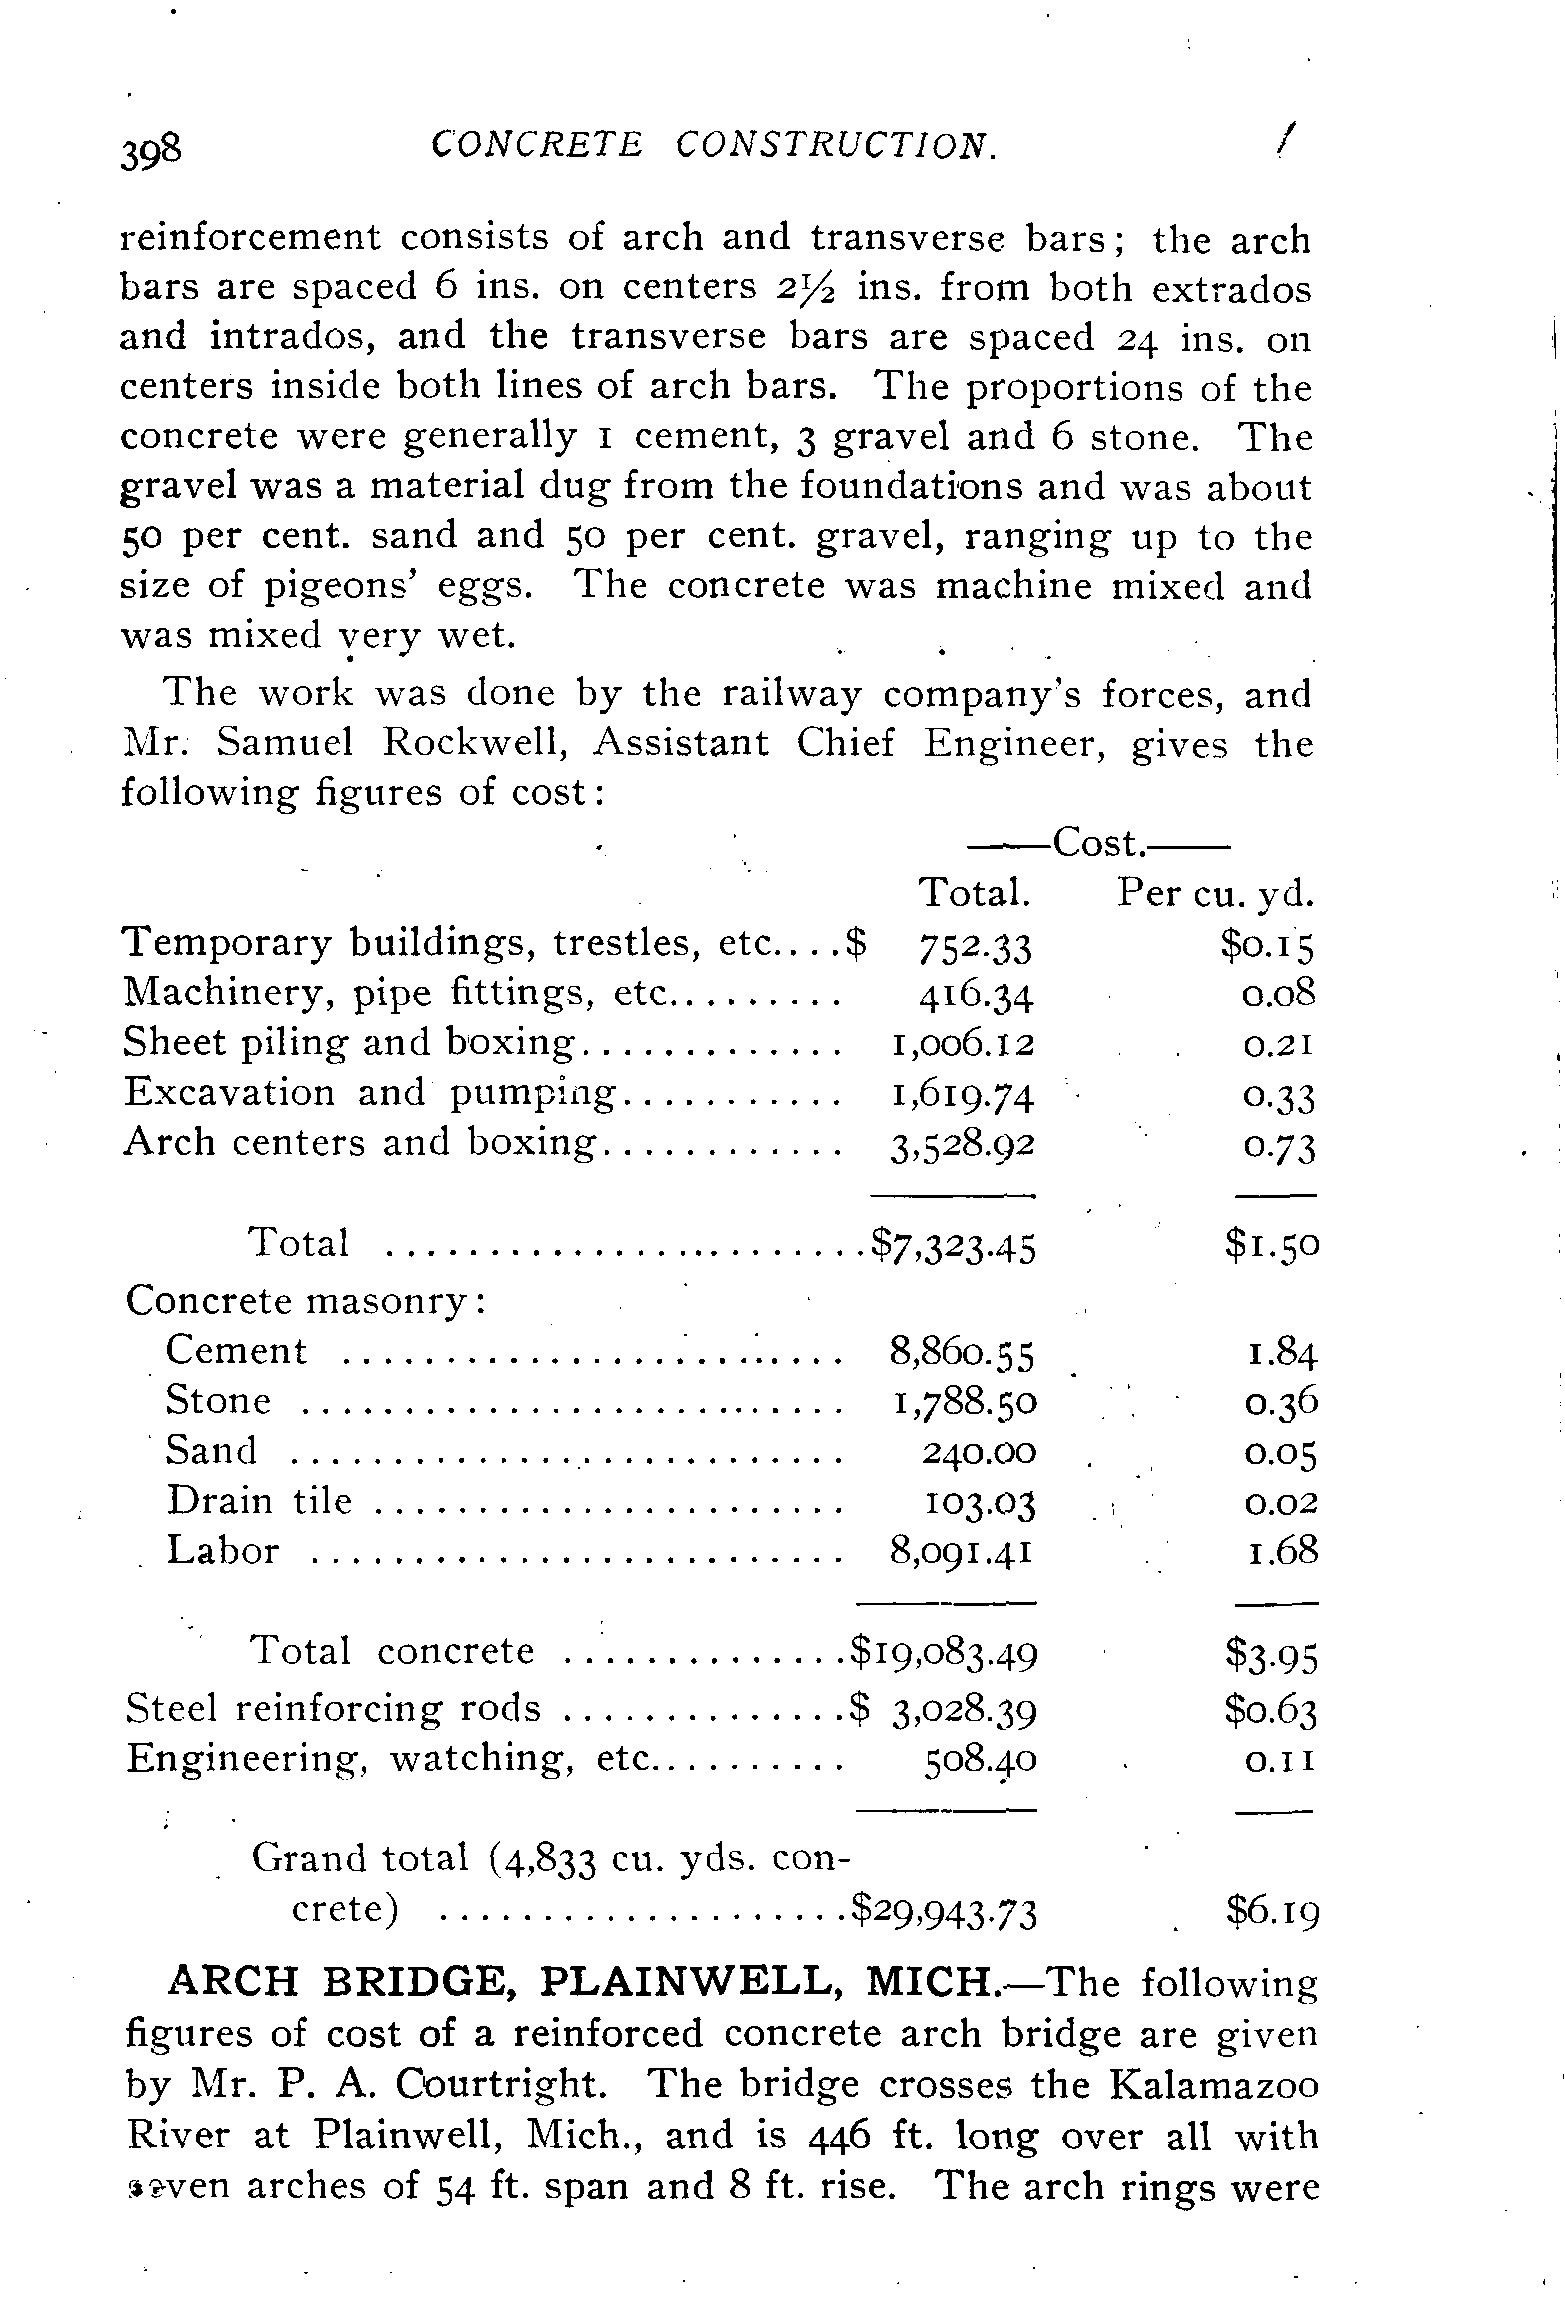 398 CONCRETE CONSTRUCTION.
reinforcement consists of arch and transverse bars; the arch
bars are spaced 6 ins. on centers 2½ ins. from both extrados
and intrados, and the transverse bars are spaced 24 ins. on
centers inside both lines of arch bars. The proportions of the
concrete were generally 1 cement, 3 gravel and 6 stone. The
gravel was a material dug from the foundations and was about
50 per cent. sand and 50 per cent. gravel, ranging up to the
size of pigeons' eggs. The concrete was machine mixed and
was mixed very wet.
The work was done by the railway company's forces, and
Mr. Samuel Rockwell, Assistant Chief Engineer, gives the
following figures of cost:
——Cost.——
Total. Per cu. yd.
Temporary buildings, trestles, etc....$ 752.33 $0.15
Machinery, pipe fittings, etc......... 416.34 0.08
Sheet piling and boxing............. 1,006.12 0.21
Excavation and pumping........... 1,619.74 0.33
Arch centers and boxing............ 3,528.92 0.73
Total .......................$7,323.45 $1.50
Concrete masonry:
Cement ........................ 8,860.55 1.84
Stone .......................... 1,788.50 0.36
Sand ........................... 240.00 0.05
Drain tile ....................... 103.03 0.02
Labor .......................... 8,091.41 1.68
Total concrete ..............$19,083.49 $3.95
Steel reinforcing rods ..............$ 3,028.39 $0.63
Engineering, watching, etc.......... 508.40 0.11
Grand total (4,833 cu. yds. con-
crete) ....................$29,943.73 $6.19
ARCH BRIDGE, PLAINWELL, MICH.—The following
figures of cost of a reinforced concrete arch bridge are given
by Mr. P. A. Courtright. The bridge crosses the Kalamazoo
River at Plainwell, Mich., and is 446 ft. long over all with
seven arches of 54 ft. span and 8 ft. rise. The arch rings were